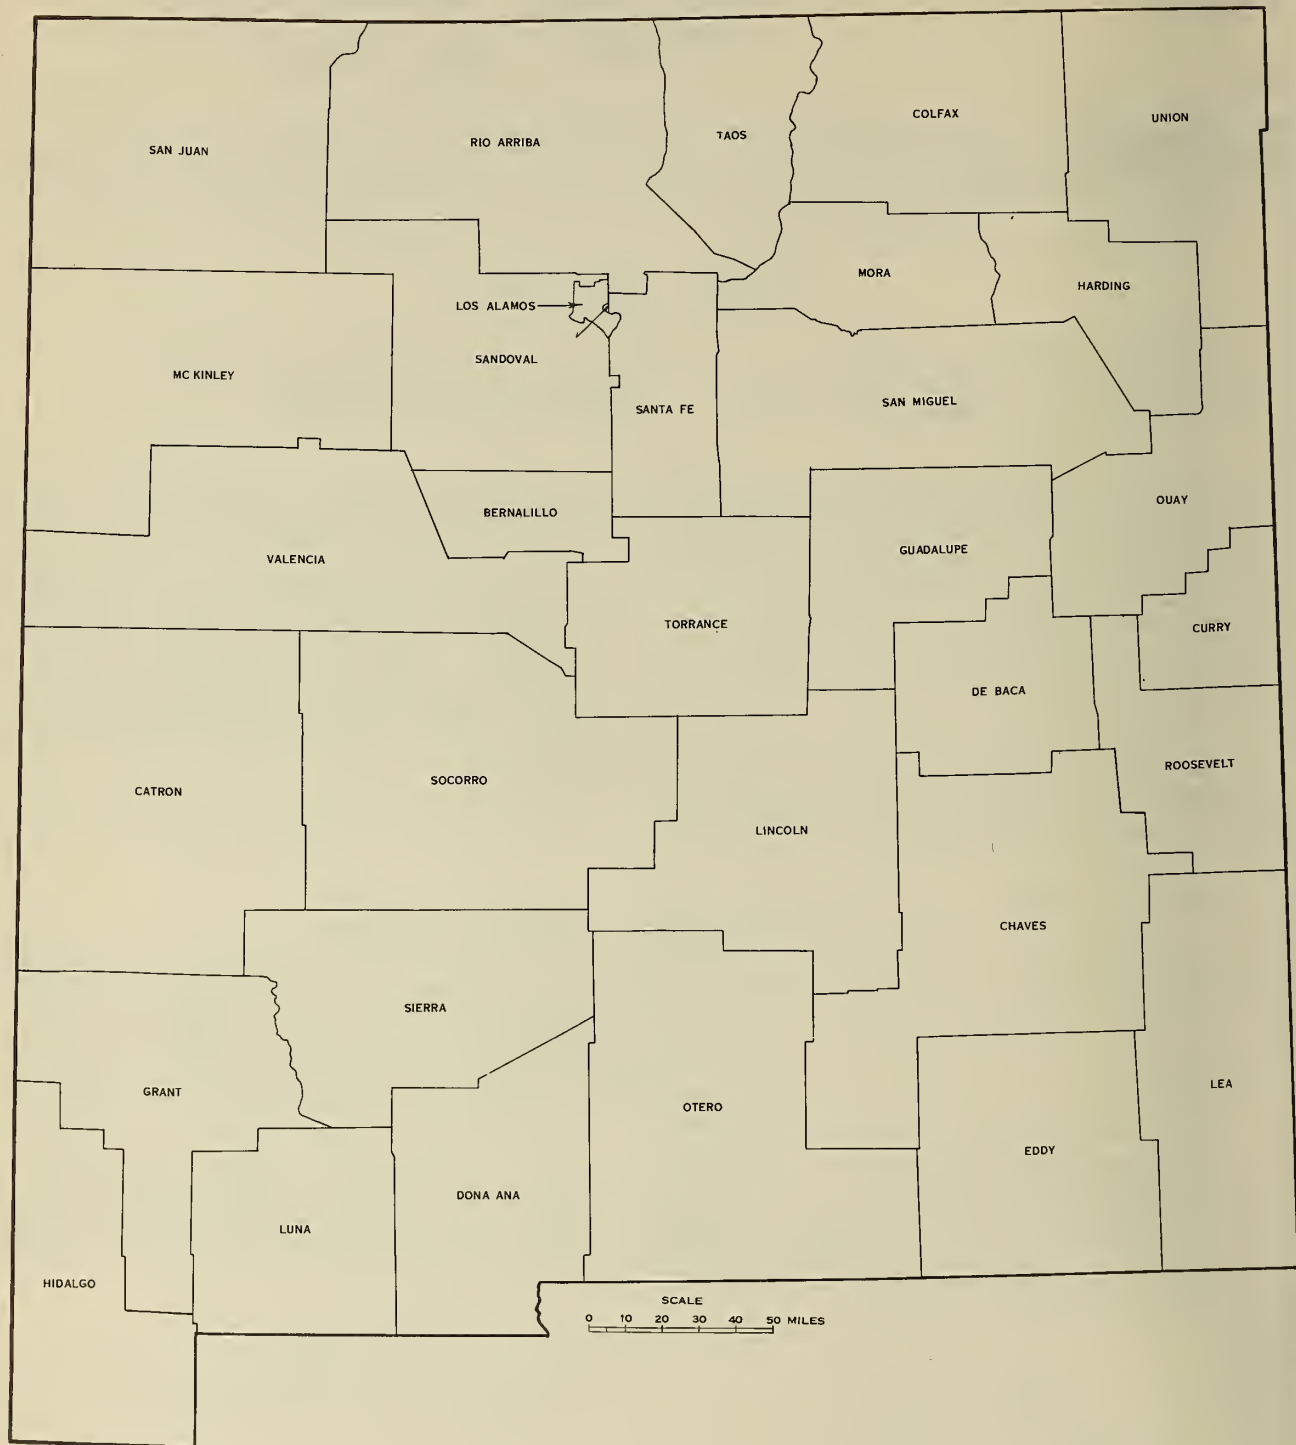 COLFAX
UNION
TAOS
RIO ARRIBA
SAN JUAN
MORA
HARDING
LOS ALAMOS
SANDOVAL
MC KINLEY
SAN MIGUEL
SANTA FE
QUAY
BERNALILLO
GUADALUPE
VALENCIA
TORRANCE
CURRY
DE BACA
ROOSEVELT
SOCORRO
CATRON
LINCOLN
CHAVES
SIERRA
LEA
GRANT
OTERO
EDDY
DONA ANA
LUNA
HIDALGO
SCALE
0 10 20 30 40 50 MILES